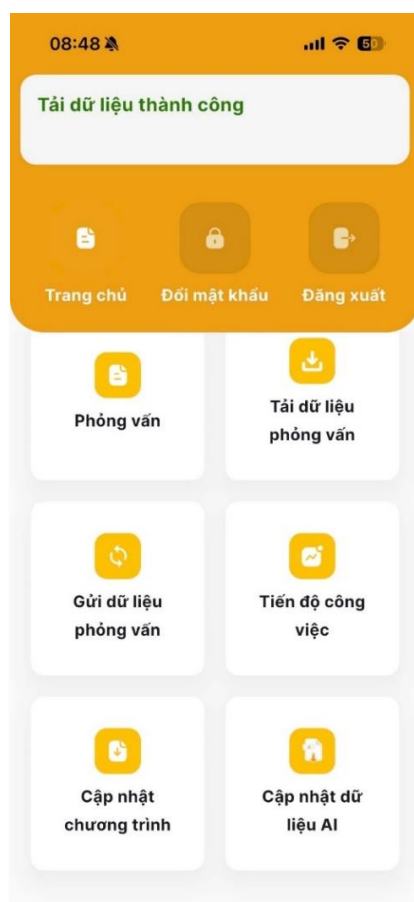 08:48
50
Tải dữ liệu thành công
Trang chủ Đổi mật khẩu Đăng xuất
Phỏng vấn
Tải dữ liệu
phỏng vấn
Gửi dữ liệu
phỏng vấn
Tiến độ công
việc
Cập nhật
chương trình
Cập nhật dữ
liệu AI